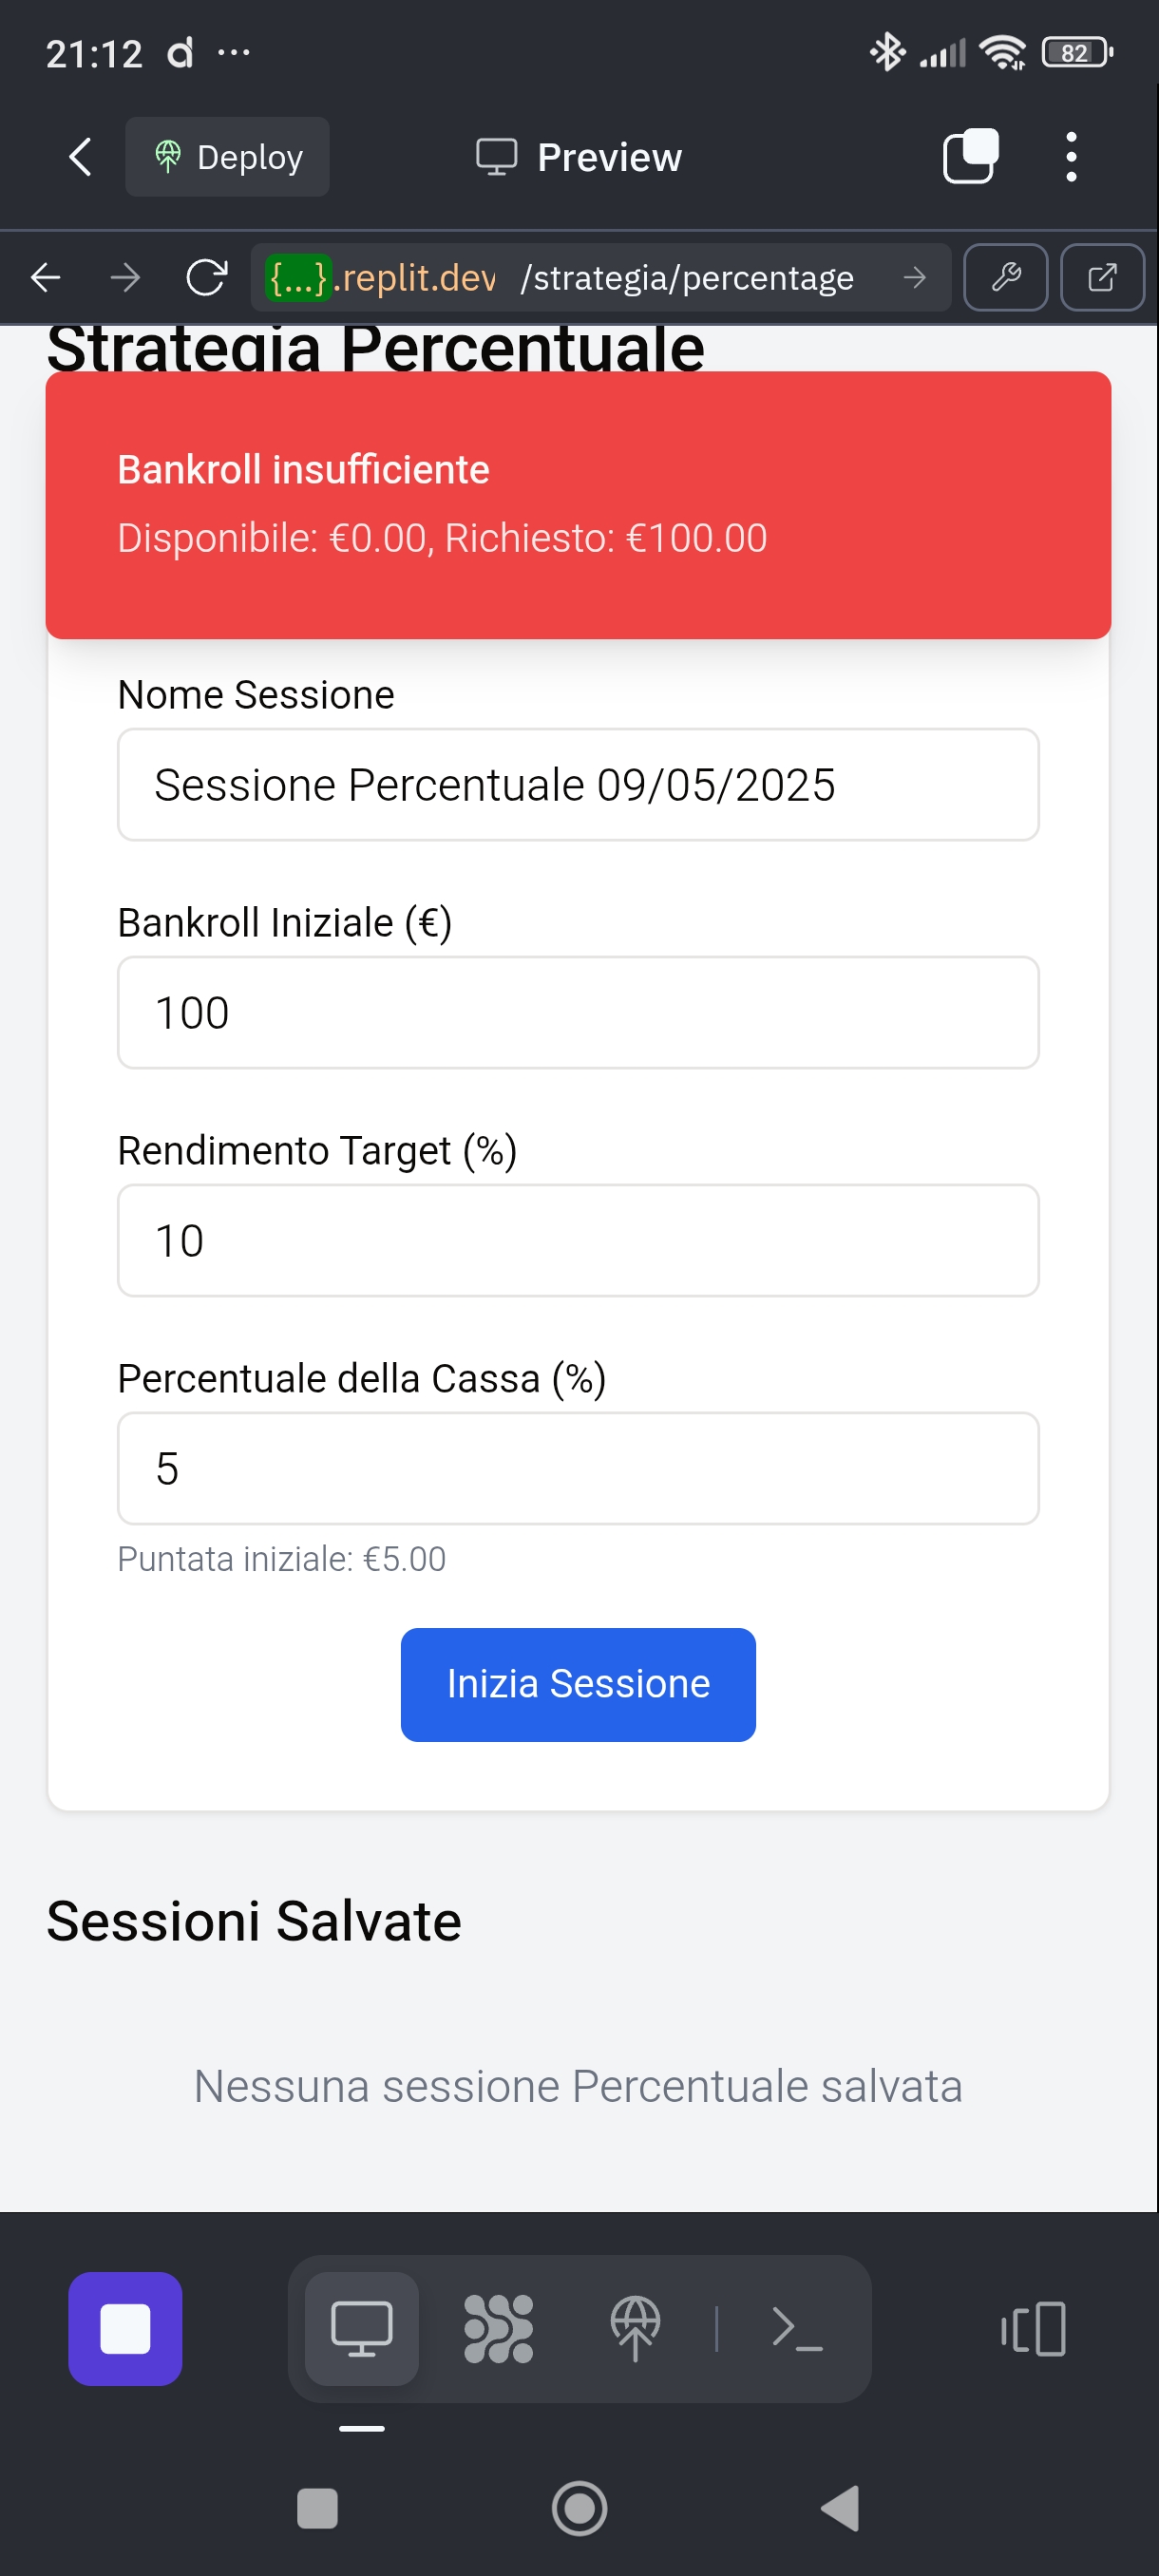 21:12 d ...
82
Deploy
Preview
{...}.replit.dev /strategia/percentage
Strategia Percentuale
Bankroll insufficiente
Disponibile: €0.00, Richiesto: €100.00
Nome Sessione
Sessione Percentuale 09/05/2025
Bankroll Iniziale (€)
100
Rendimento Target (%)
10
Percentuale della Cassa (%)
5
Puntata iniziale: €5.00
Inizia Sessione
Sessioni Salvate
Nessuna sessione Percentuale salvata